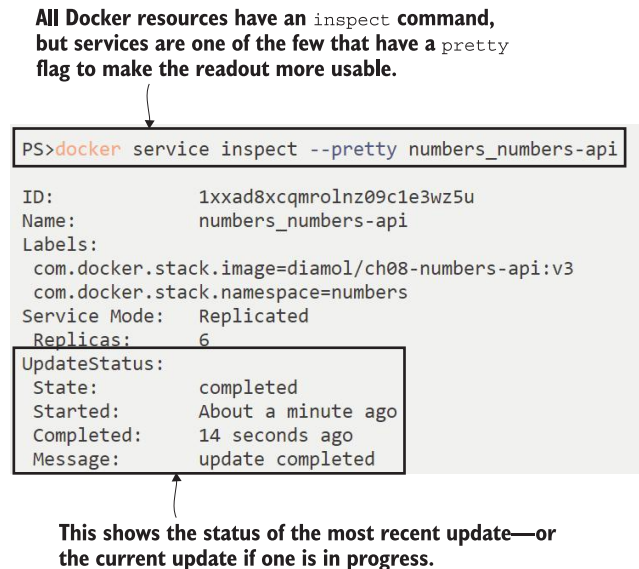 All Docker resources have an inspect command,
but services are one of the few that have a pretty
flag to make the readout more usable.
PS>docker service inspect --pretty numbers_numbers-api
ID: 1xxad8xcqmrolnz09c1e3wz5u
Name: numbers_numbers-api
Labels:
com.docker.stack.image=diamol/ch08-numbers-api:v3
com.docker.stack.namespace=numbers
Service Mode: Replicated
Replicas: 6
UpdateStatus:
State: completed
Started: About a minute ago
Completed: 14 seconds ago
Message: update completed
This shows the status of the most recent update—or
the current update if one is in progress.